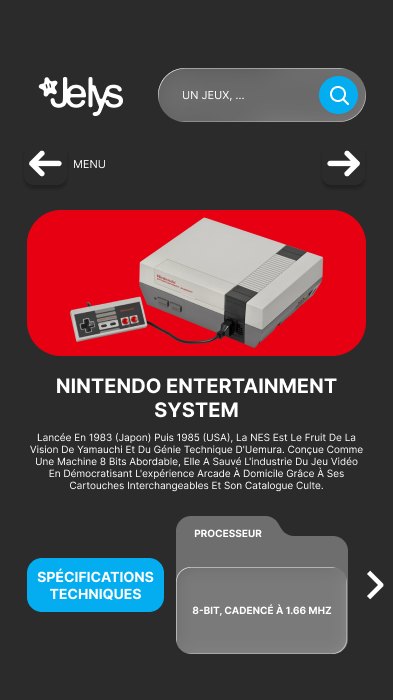 Jelys
UN JEUX, ...
MENU
Nintendo
NINTENDO ENTERTAINMENT
SYSTEM
Lancée En 1983 (Japon) Puis 1985 (USA), La NES Est Le Fruit De La
Vision De Yamauchi Et Du Génie Technique D'Uemura. Conçue Comme
Une Machine 8 Bits Abordable, Elle A Sauvé L'industrie Du Jeu Vidéo
En Démocratisant L'expérience Arcade À Domicile Grâce À Ses
Cartouches Interchangeables Et Son Catalogue Culte.
PROCESSEUR
SPÉCIFICATIONS
TECHNIQUES
8-BIT, CADENCÉ À 1.66 MHZ